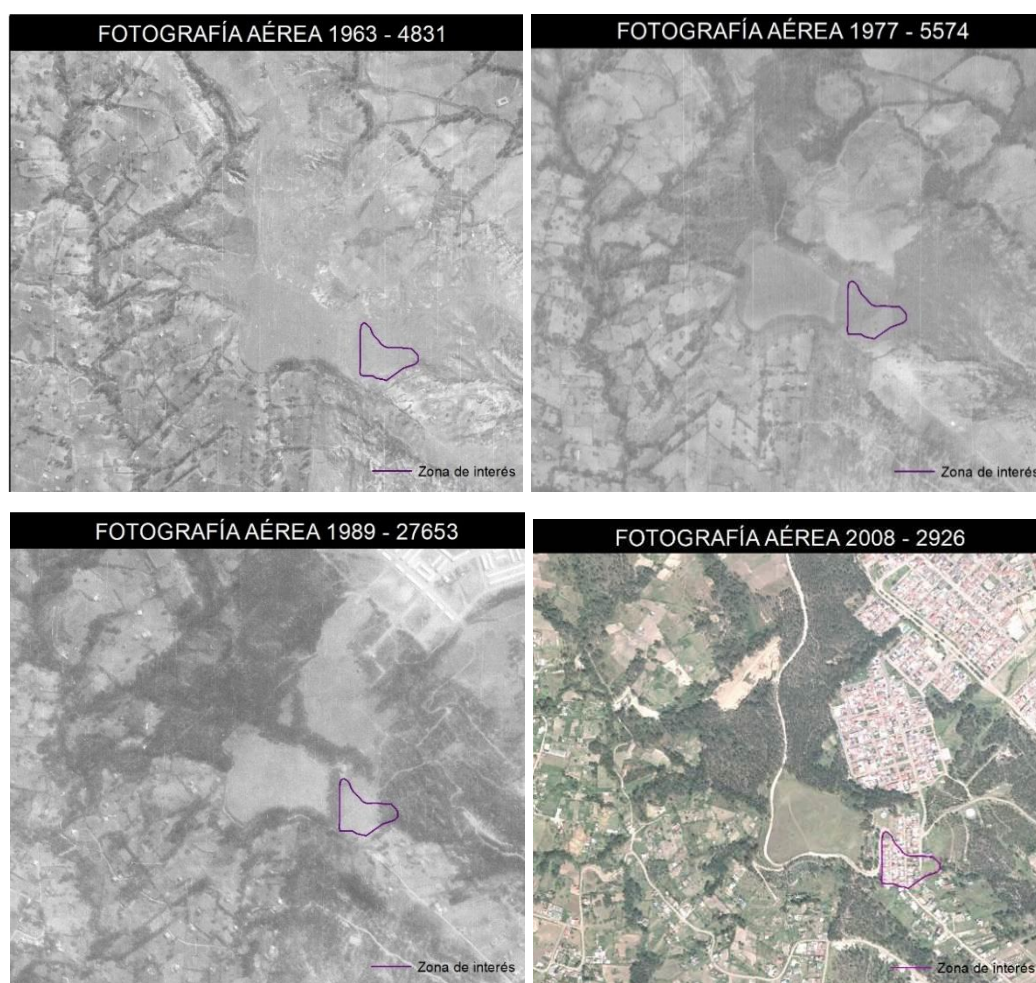 FOTOGRAFÍA AÉREA 1963 - 4831
Zona de interés
FOTOGRAFÍA AÉREA 1977 - 5574
Zona de interés
FOTOGRAFÍA AÉREA 1989 - 27653
Zona de interés
FOTOGRAFÍA AÉREA 2008 - 2926
Zona de interés